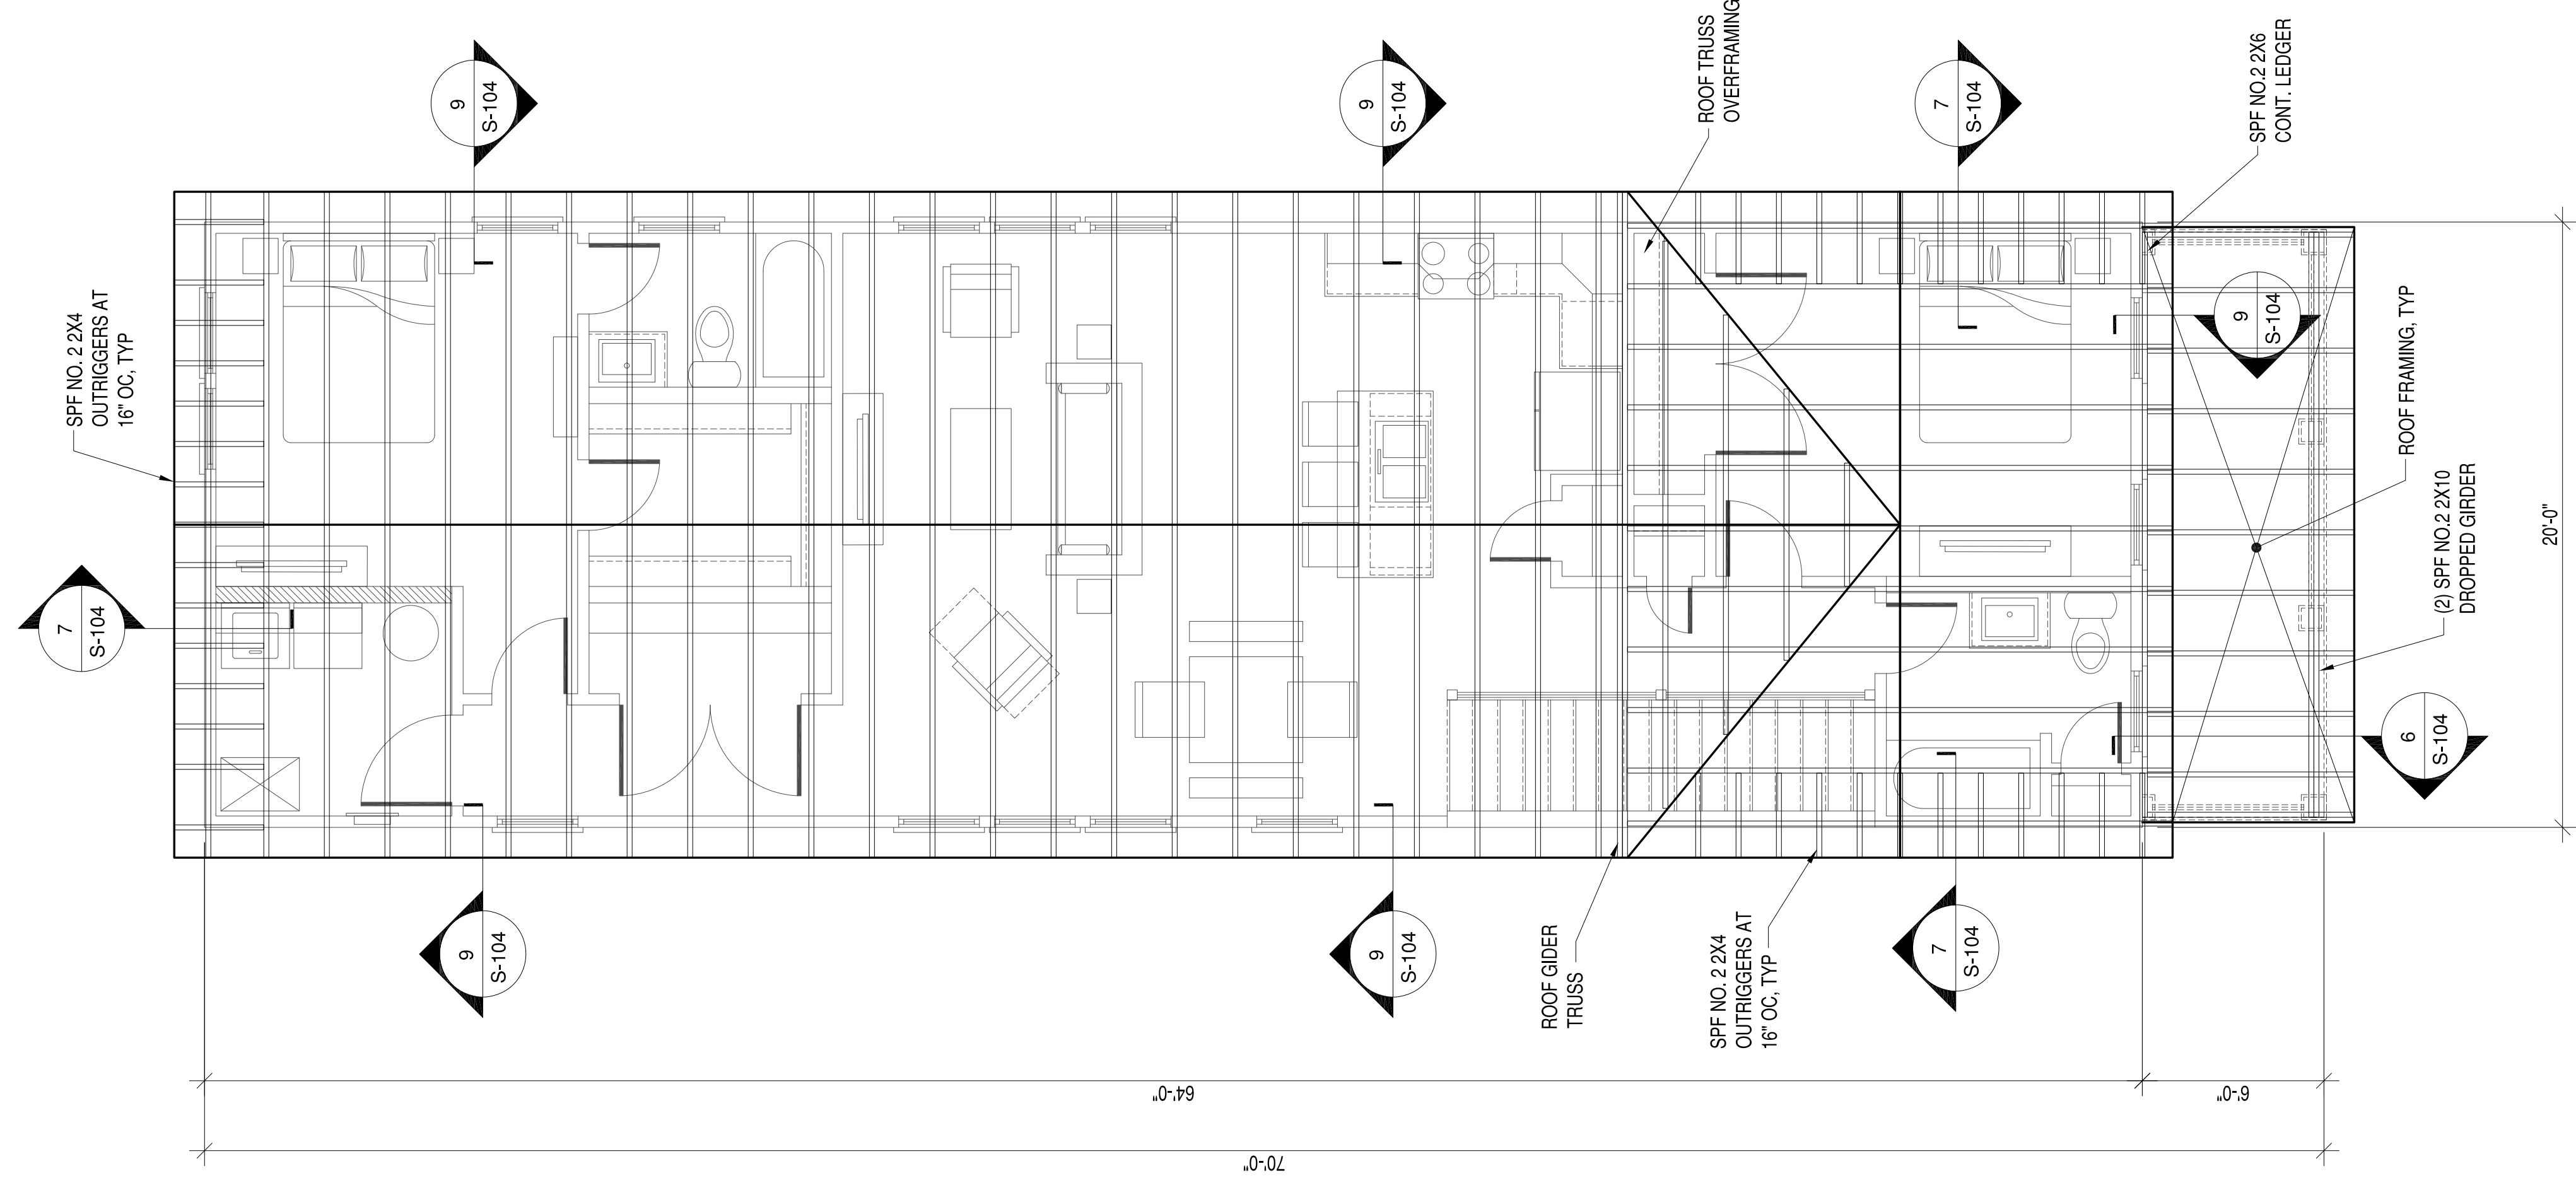 SPF NO. 2 2X4
OUTRIGGERS AT
16" OC, TYP
7
S-104
9
S-104
9
S-104
9
S-104
9
S-104
ROOF TRUSS
OVERFRAMING
7
S-104
SPF NO.2 2X6
CONT. LEDGER
9
S-104
ROOF FRAMING, TYP
(2) SPF NO.2 2X10
DROPPED GIRDER
6
S-104
20'-0"
ROOF GIDER
TRUSS
SPF NO. 2 2X4
OUTRIGGERS AT
16" OC, TYP
7
S-104
64'-0"
6'-0"
70'-0"